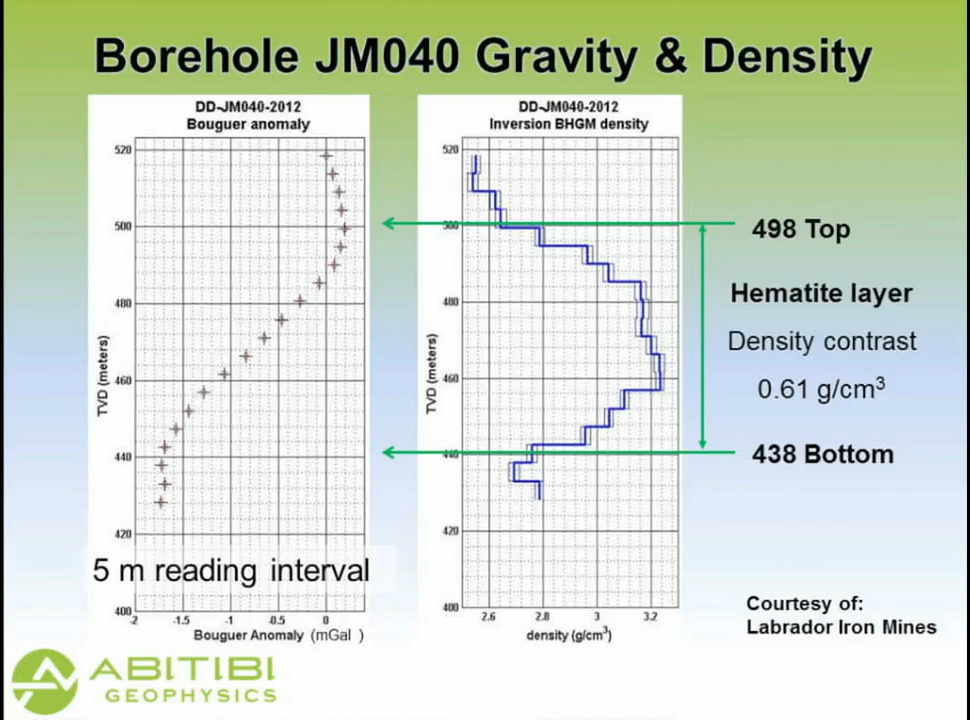 Borehole JM040 Gravity & Density
DD-JM040-2012
Bouguer anomaly
520
500
480
460
440
420
400
TVD (meters)
-2 -1.5 -1 -0.5 0
Bouguer Anomaly (mGal )
5 m reading interval
DD-JM040-2012
Inversion BHGM density
520
500
480
460
440
420
400
TVD (meters)
2.6 2.8 3 3.2
density (g/cm³)
498 Top
Hematite layer
Density contrast
0.61 g/cm³
438 Bottom
Courtesy of:
Labrador Iron Mines
ABITIBI
GEOPHYSICS